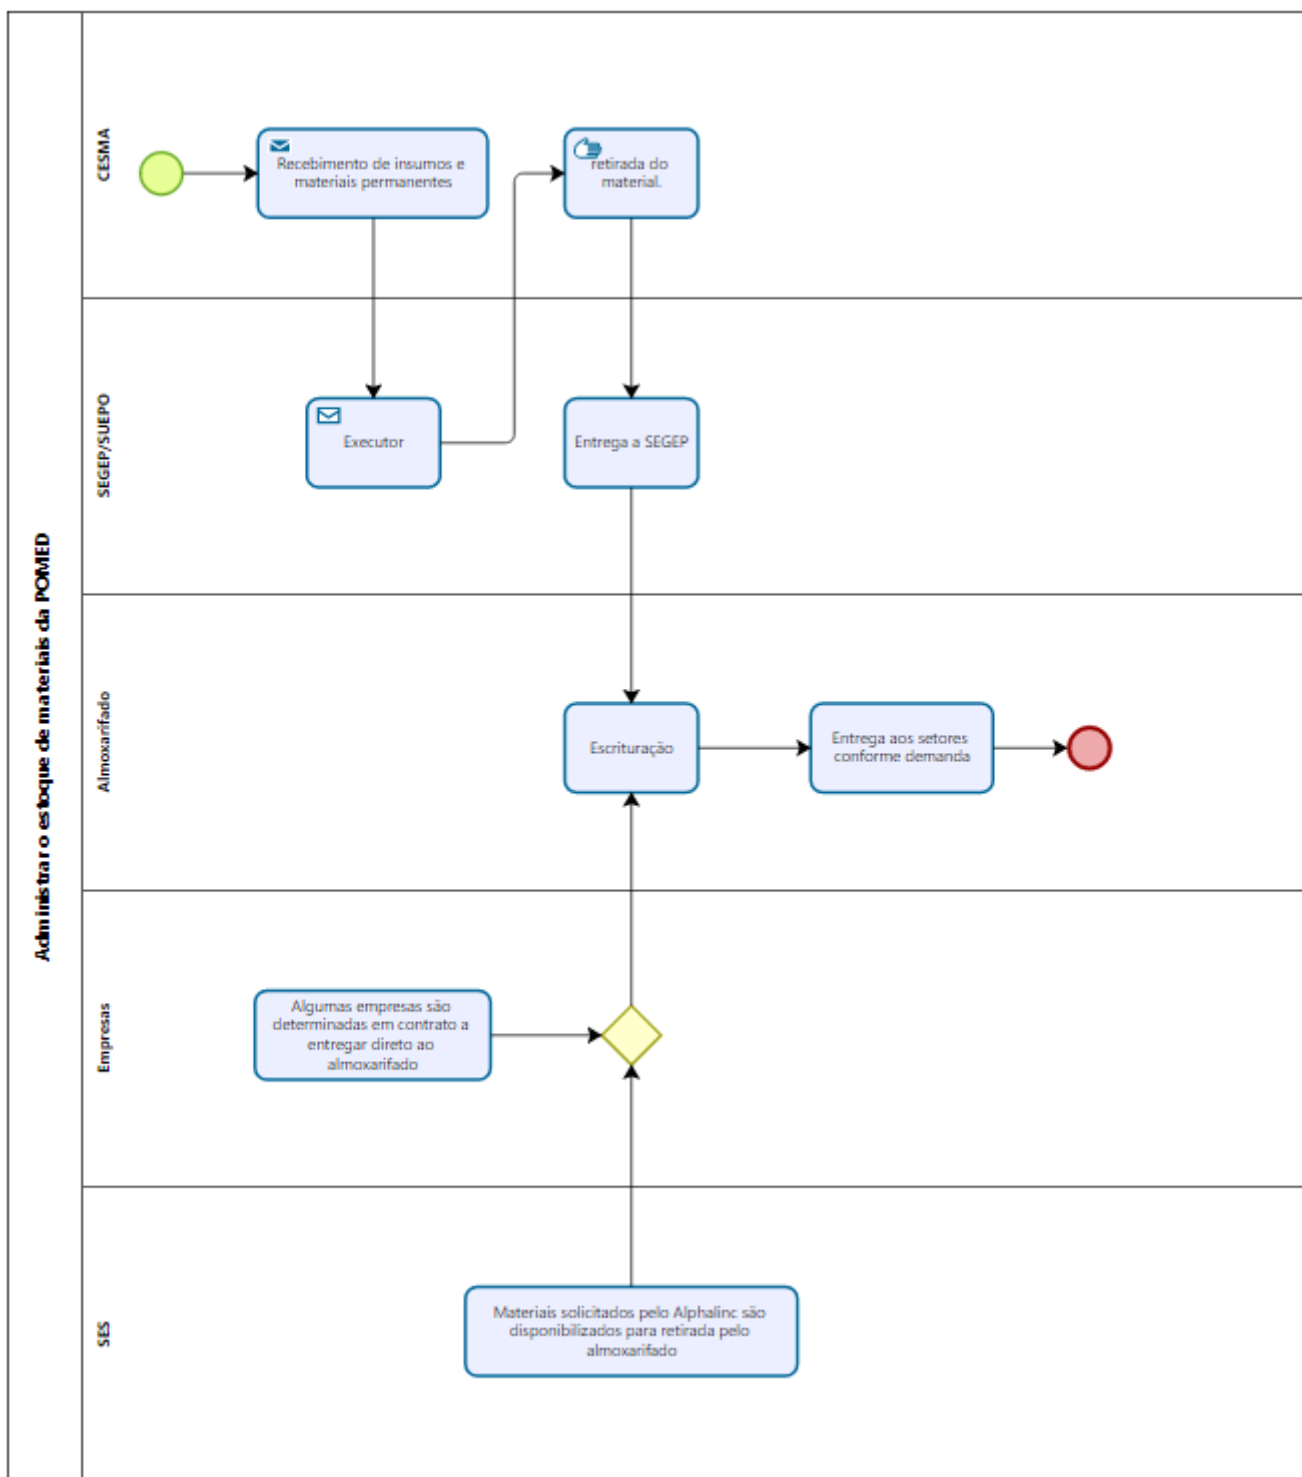 Administrar o estoque de materiais da POMED
CESMA
Recebimento de insumos e
materiais permanentes
retirada do
material.
SEGEP/SUEPO
Executor
Entrega a SEGEP
Almoxarifado
Escrituração
Entrega aos setores
conforme demanda
Empresas
Algumas empresas são
determinadas em contrato a
entregar direto ao
almoxarifado
SES
Materiais solicitados pelo Alphalinc são
disponibilizados para retirada pelo
almoxarifado